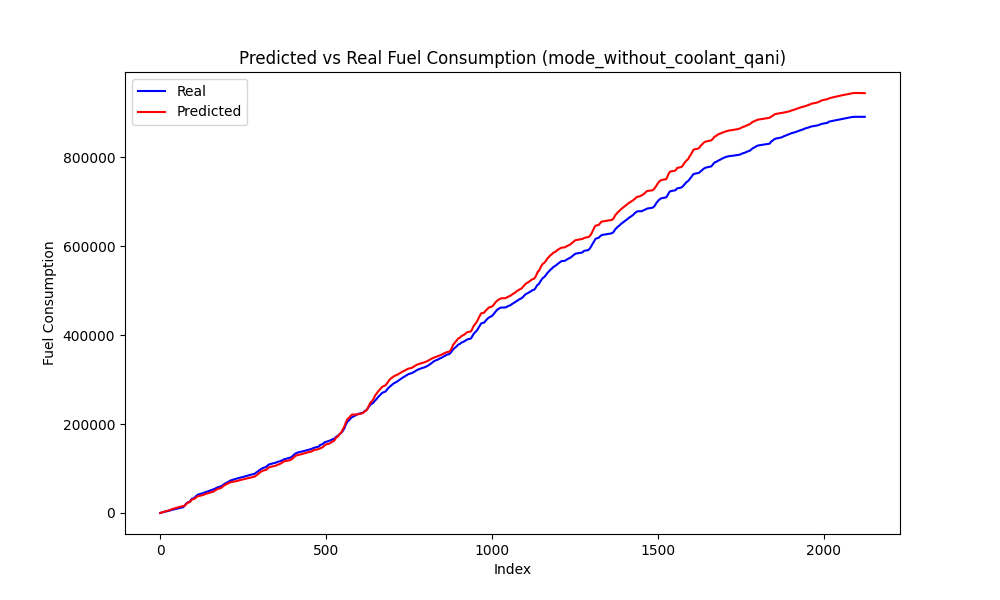 Predicted vs Real Fuel Consumption (mode_without_coolant_qani)
Real
Predicted
800000
600000
400000
200000
0
Fuel Consumption
0 500 1000 1500 2000
Index